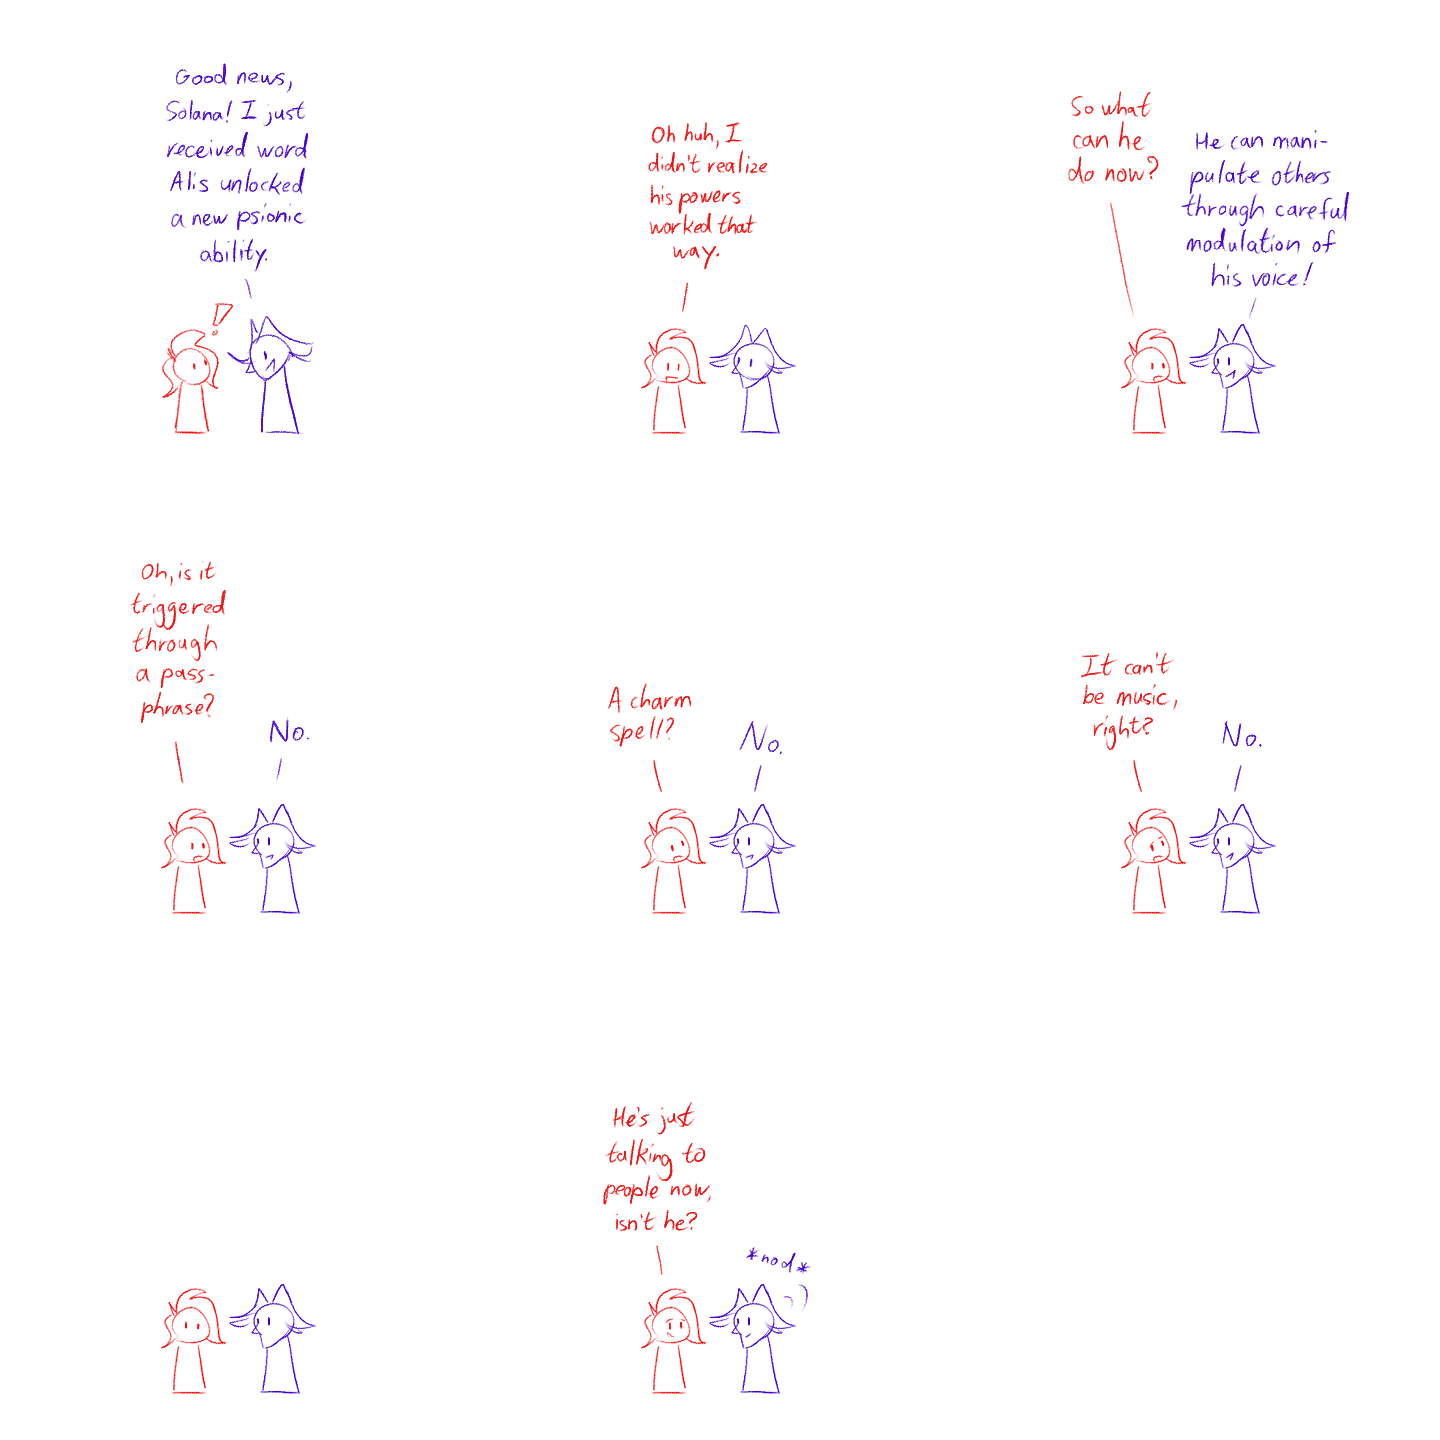 Good news,
Solana! I just
received word
Alis unlocked
a new psionic
ability.
!
Oh huh, I
didn't realize
his powers
worked that
way.
So what
can he
do now?
He can mani-
pulate others
through careful
modulation of
his voice!
Oh, is it
triggered
through
a pass-
phrase?
No.
A charm
spell?
No.
It can't
be music,
right?
No.
He's just
talking to
people now,
isn't he?
*nod*